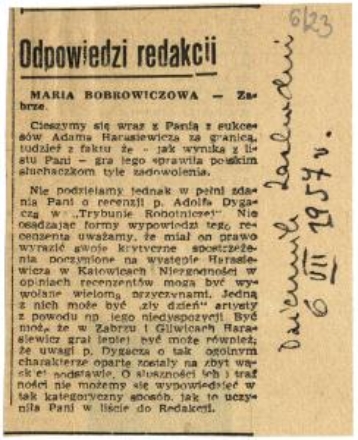 6/23
Odpowiedzi redakcji
MARIA BOBROWICZOWA — Za-
brze.
Cieszymy się wraz z Panią z sukce-
sów Adama Harasiewicza za granicą,
tudzież z faktu że - jak wynika z li-
stu Pani - gra jego sprawiła polskim
słuchaczkom tyle zadowolenia.
Nie podzielamy jednak w pełni zda-
nia Pani o recenzji p. Adolfa Dyga-
cza w „Trybunie Robotniczej" Nie
osądzając formy wypowiedzi tego re-
cenzenta uważamy, że miał on prawo
wyrazić swoje krytyczne spostrzeże-
nia poczynione na występie Harasie-
wicza w Katowicach Niezgodności w
opiniach recenzentów mogą być wy-
wołane wieloma przyczynami. Jedną
z nich może być „zły dzień" artysty
z powodu np. jego niedyspozycji. Być
może, że w Zabrzu i Gliwicach Hara-
siewicz grał lepiej być może również,
że uwagi p. Dygacza o tak ogólnym
charakterze oparte zostały na zbyt wą-
skiej podstawie. O słuszności ich i traf
ności nie możemy się wypowiedzieć w
tak kategoryczny sposób, jak to uczy-
niła Pani w liście do Redakcji.
Dziennik Zachodni
6 VII 1957 r.